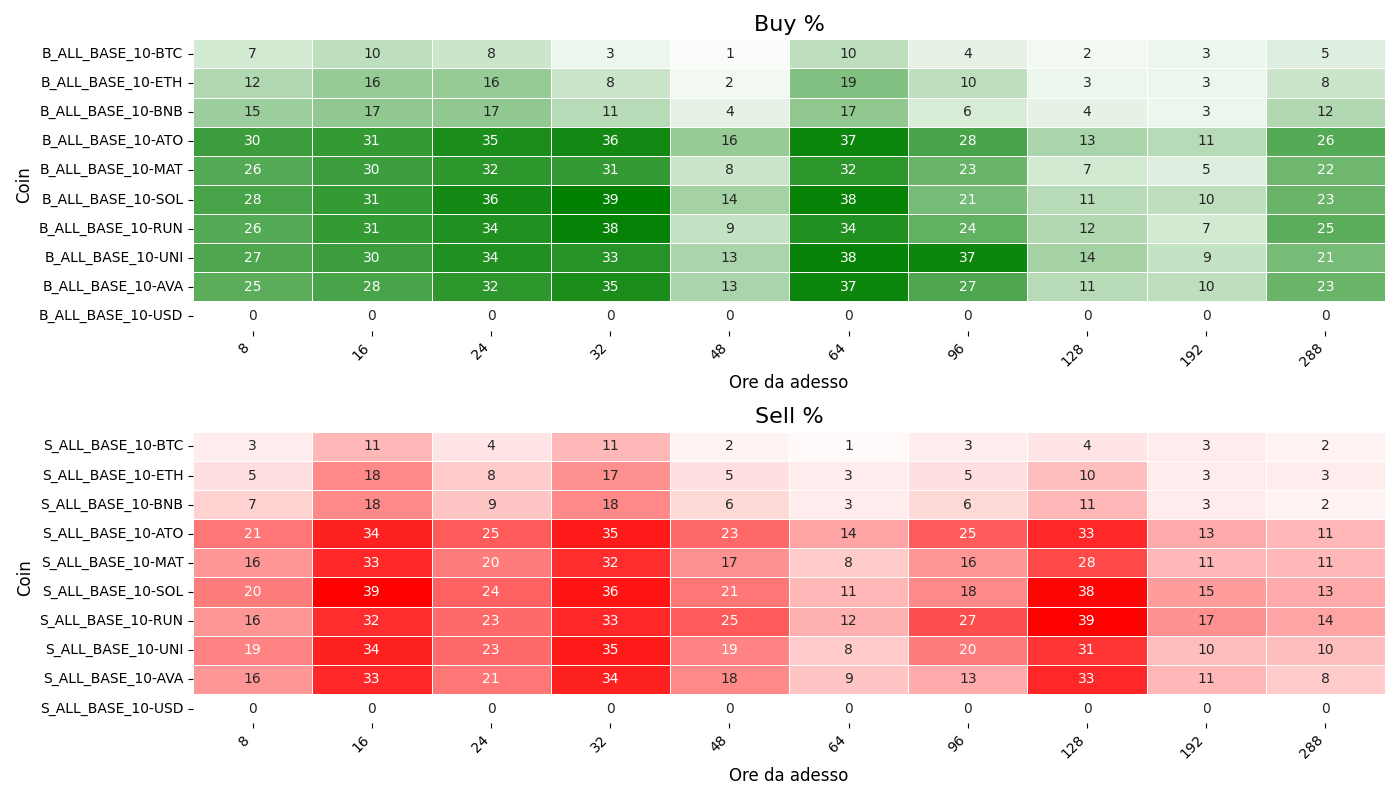 Buy %
Coin
B_ALL_BASE_10-BTC 7 10 8 3 1 10 4 2 3 5
B_ALL_BASE_10-ETH 12 16 16 8 2 19 10 3 3 8
B_ALL_BASE_10-BNB 15 17 17 11 4 17 6 4 3 12
B_ALL_BASE_10-ATO 30 31 35 36 16 37 28 13 11 26
B_ALL_BASE_10-MAT 26 30 32 31 8 32 23 7 5 22
B_ALL_BASE_10-SOL 28 31 36 39 14 38 21 11 10 23
B_ALL_BASE_10-RUN 26 31 34 38 9 34 24 12 7 25
B_ALL_BASE_10-UNI 27 30 34 33 13 38 37 14 9 21
B_ALL_BASE_10-AVA 25 28 32 35 13 37 27 11 10 23
B_ALL_BASE_10-USD 0 0 0 0 0 0 0 0 0 0
8 16 24 32 48 64 96 128 192 288
Ore da adesso
Sell %
Coin
S_ALL_BASE_10-BTC 3 11 4 11 2 1 3 4 3 2
S_ALL_BASE_10-ETH 5 18 8 17 5 3 5 10 3 3
S_ALL_BASE_10-BNB 7 18 9 18 6 3 6 11 3 2
S_ALL_BASE_10-ATO 21 34 25 35 23 14 25 33 13 11
S_ALL_BASE_10-MAT 16 33 20 32 17 8 16 28 11 11
S_ALL_BASE_10-SOL 20 39 24 36 21 11 18 38 15 13
S_ALL_BASE_10-RUN 16 32 23 33 25 12 27 39 17 14
S_ALL_BASE_10-UNI 19 34 23 35 19 8 20 31 10 10
S_ALL_BASE_10-AVA 16 33 21 34 18 9 13 33 11 8
S_ALL_BASE_10-USD 0 0 0 0 0 0 0 0 0 0
8 16 24 32 48 64 96 128 192 288
Ore da adesso